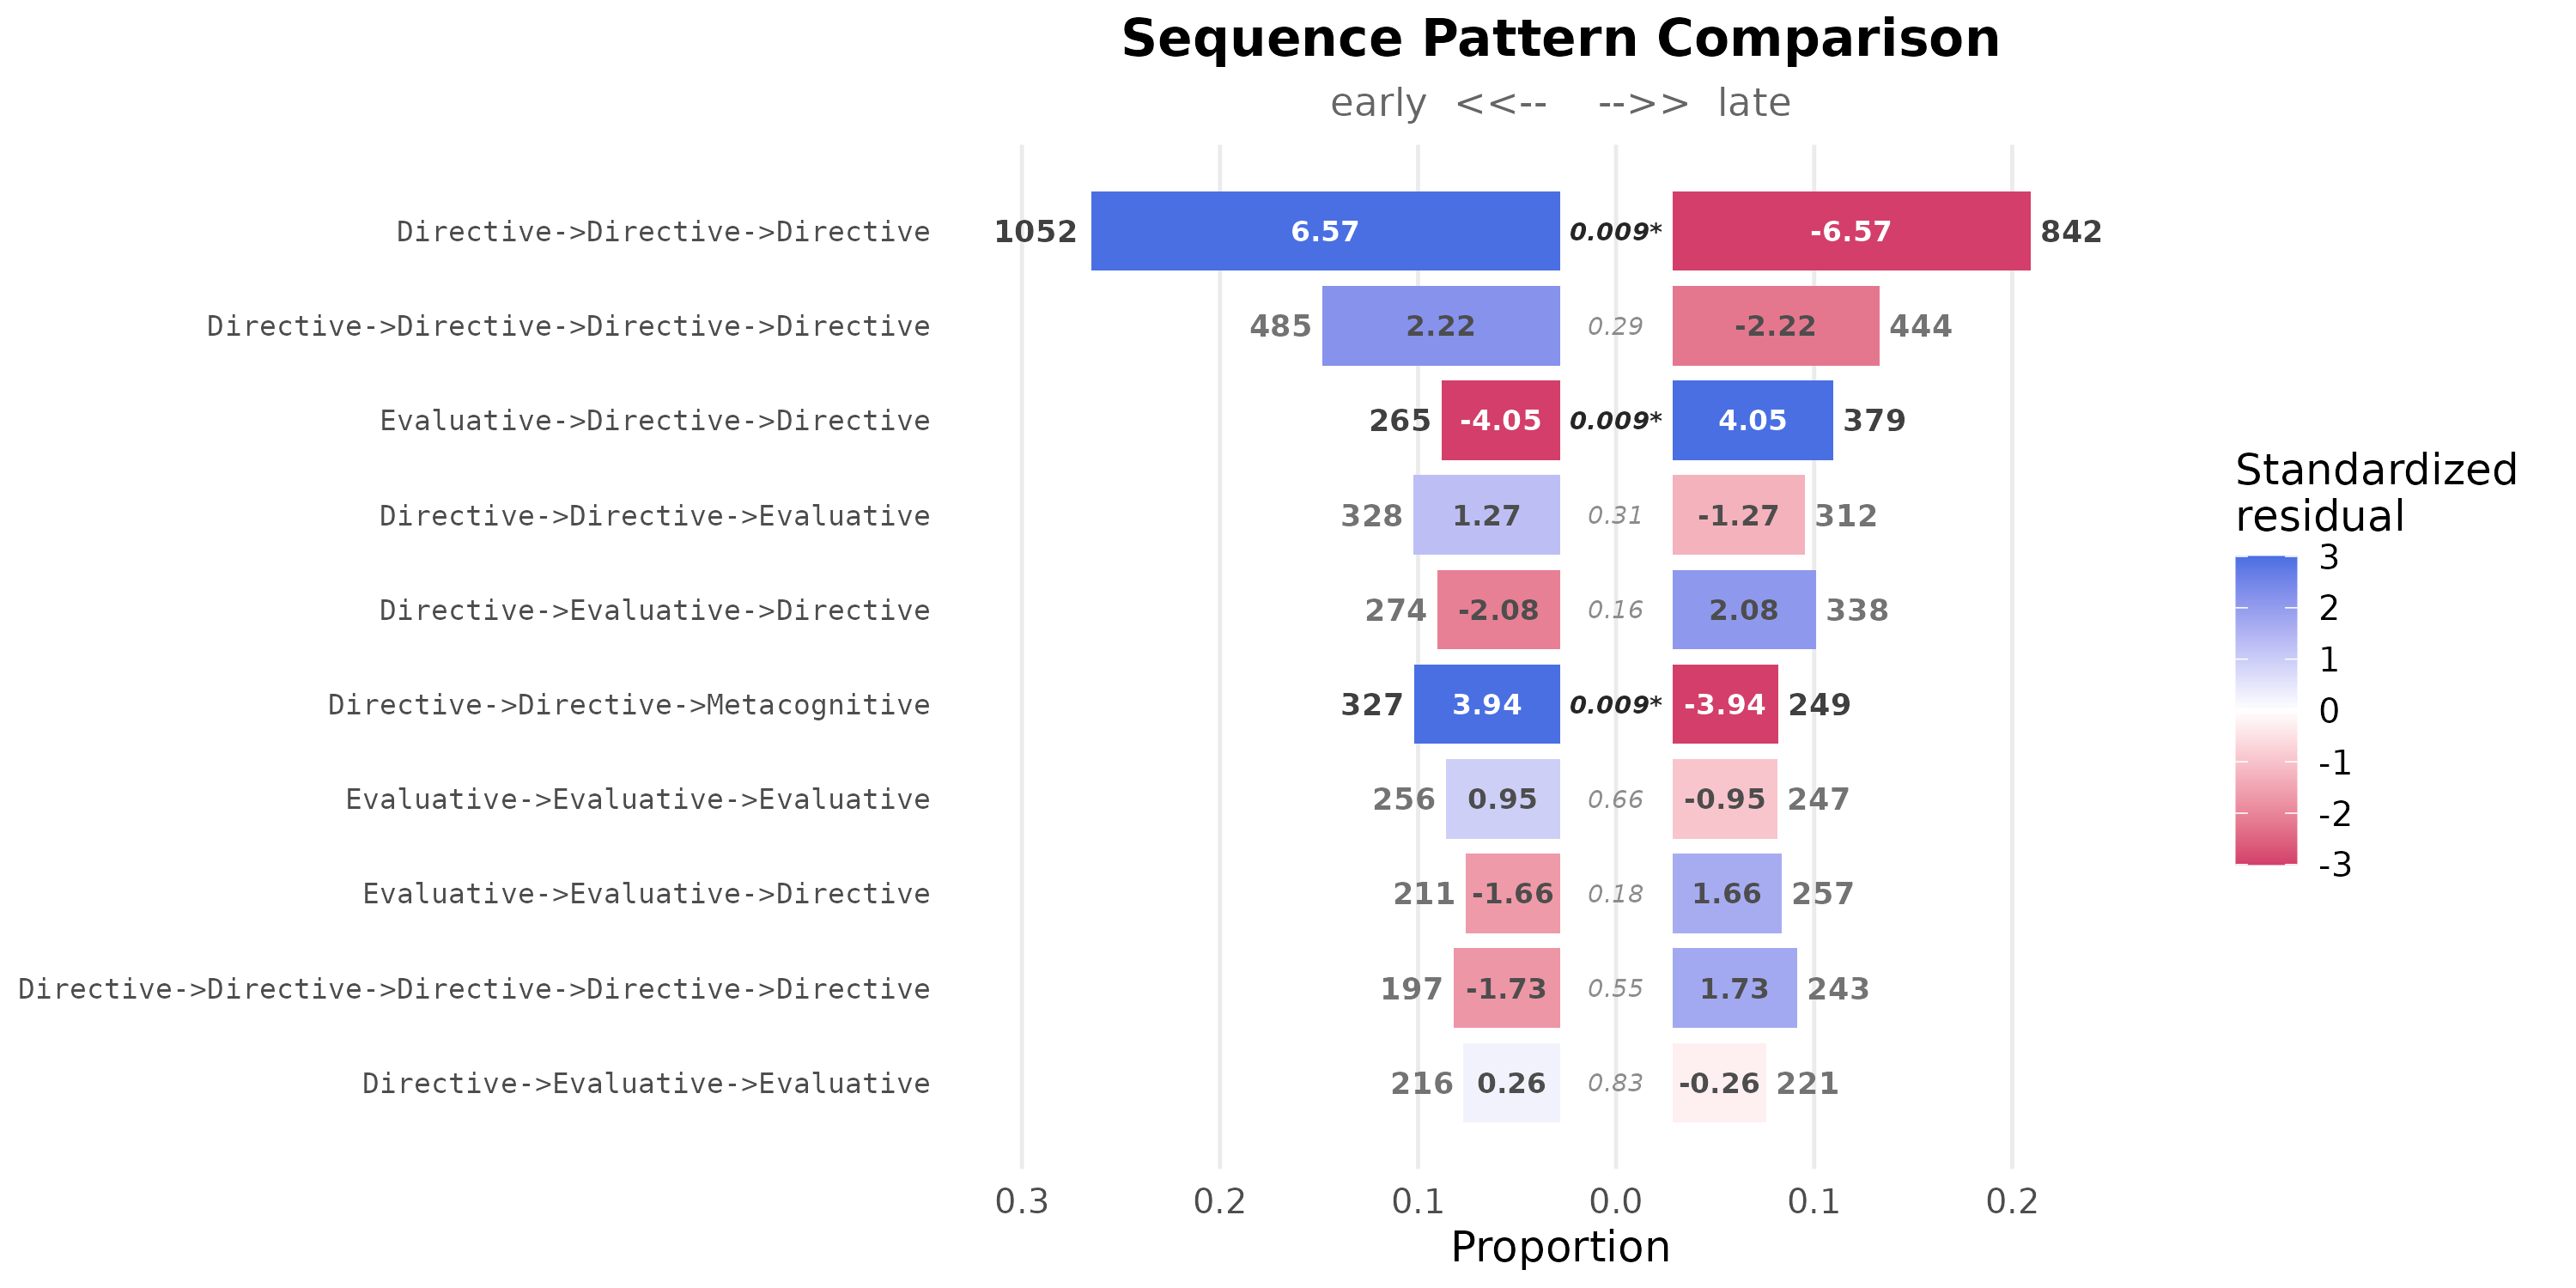 Sequence Pattern Comparison
early <<-- -->> late
Directive->Directive->Directive 1052 6.57 0.009* -6.57 842
Directive->Directive->Directive->Directive 485 2.22 0.29 -2.22 444
Evaluative->Directive->Directive 265 -4.05 0.009* 4.05 379
Directive->Directive->Evaluative 328 1.27 0.31 -1.27 312
Directive->Evaluative->Directive 274 -2.08 0.16 2.08 338
Directive->Directive->Metacognitive 327 3.94 0.009* -3.94 249
Evaluative->Evaluative->Evaluative 256 0.95 0.66 -0.95 247
Evaluative->Evaluative->Directive 211 -1.66 0.18 1.66 257
Directive->Directive->Directive->Directive->Directive 197 -1.73 0.55 1.73 243
Directive->Evaluative->Evaluative 216 0.26 0.83 -0.26 221
0.3 0.2 0.1 0.0 0.1 0.2
Proportion
Standardized
residual
3
2
1
0
-1
-2
-3